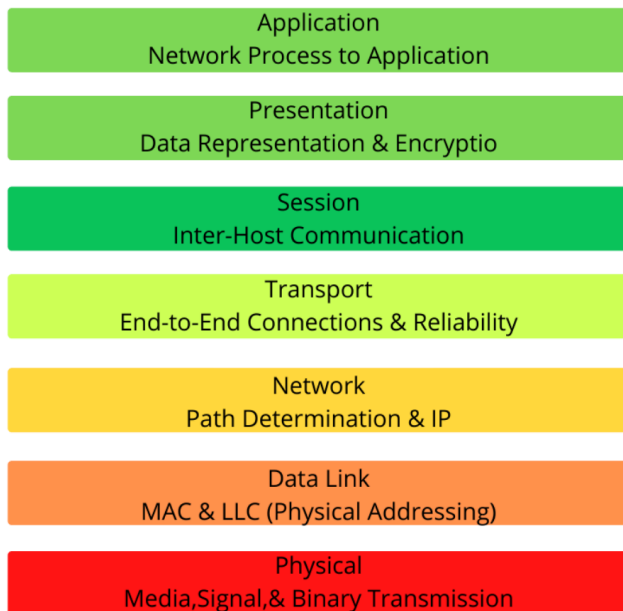 Application
Network Process to Application
Presentation
Data Representation & Encryptio
Session
Inter-Host Communication
Transport
End-to-End Connections & Reliability
Network
Path Determination & IP
Data Link
MAC & LLC (Physical Addressing)
Physical
Media,Signal,& Binary Transmission